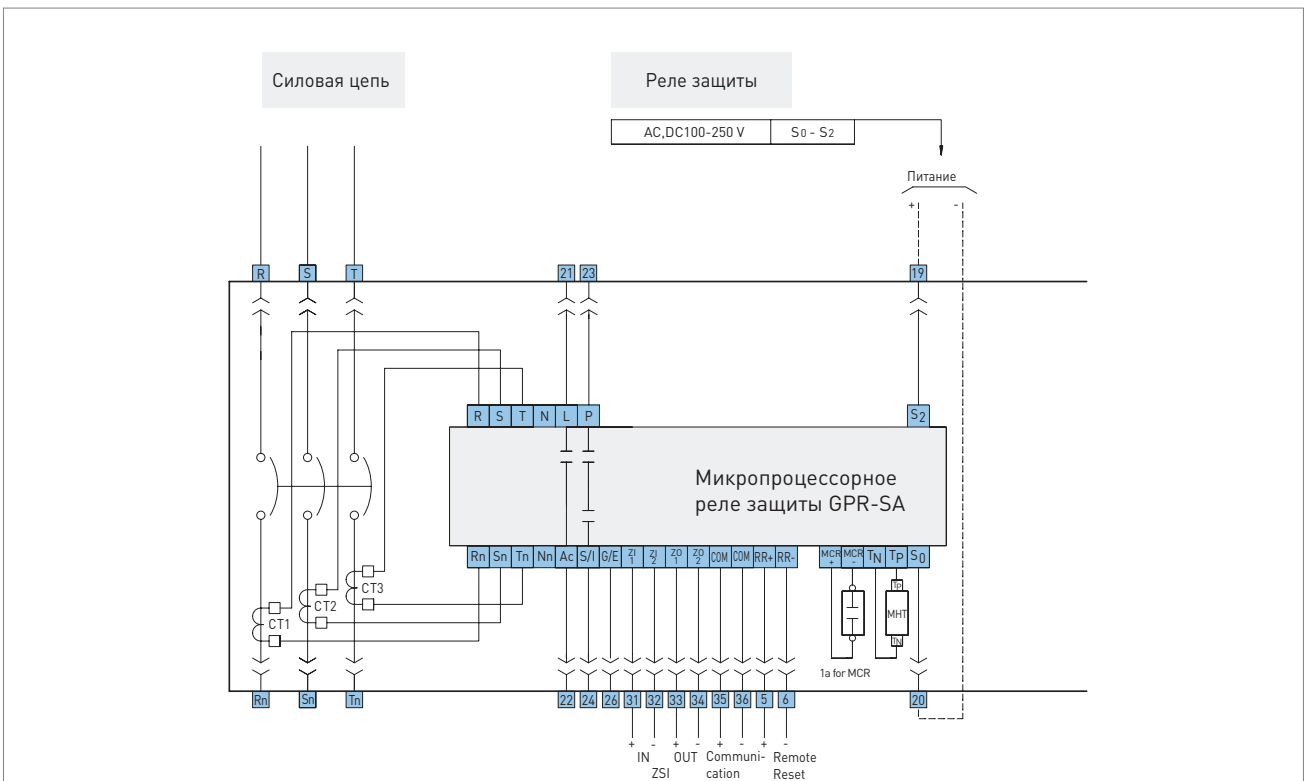 Силовая цепь
Реле защиты
AC,DC100-250 V S0 - S2
Питание
+ -
R S T 21 23 19
R S T N L P S2
Микропроцессорное
реле защиты GPR-SA
Rn Sn Tn Nn Ac S/I G/E ZI 1 ZI 2 ZO 1 ZO 2 COM COM RR+ RR- MCR + MCR - TN TP S0
CT1 CT2 CT3
TP
MHT
TN
1a for MCR
Rn Sn Tn 22 24 26 31 32 33 34 35 36 5 6 20
+ - + - + - + -
IN OUT Communi- Remote
ZSI cation Reset